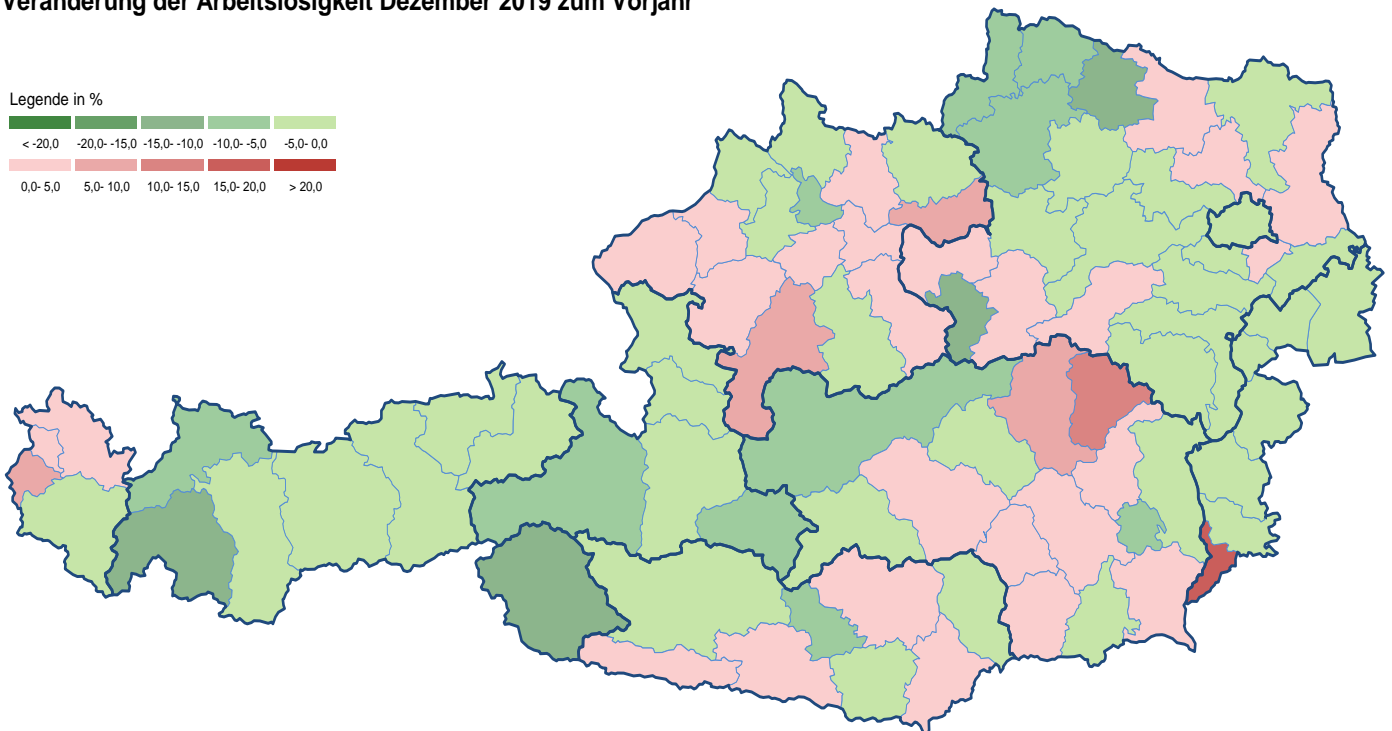 Veränderung der Arbeitslosigkeit Dezember 2019 zum Vorjahr
Legende in %
< -20,0 -20,0- -15,0 -15,0- -10,0 -10,0- -5,0 -5,0- 0,0
0,0- 5,0 5,0- 10,0 10,0- 15,0 15,0- 20,0 > 20,0